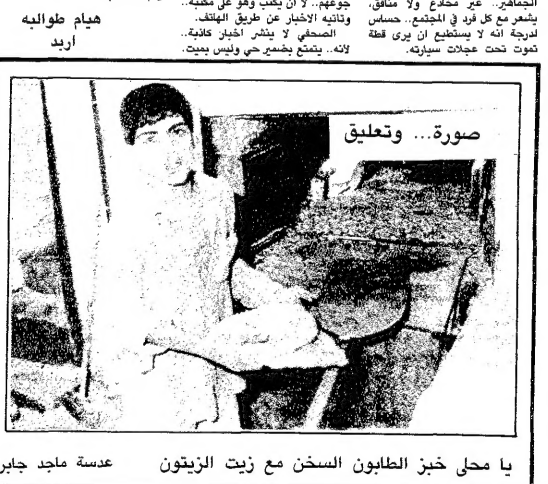 الجماهير.. غير مخادع ولا منافق،
يشعر مع كل فرد في المجتمع.. حساس
لدرجة انه لا يستطيع ان يرى قطة
تموت تحت عجلات سيارته.
جوعهم.. لا ان يكتب وهو على مكتبه..
وتاتيه الاخبار عن طريق الهاتف.
الصحفي لا ينشر اخبار كاذبة..
لأنه.. يتمتع بضمير حي وليس بميت.
هيام طوالبه
اربد
صورة... وتعليق
يا محلى خبز الطابون السخن مع زيت الزيتون
عدسة ماجد جابر